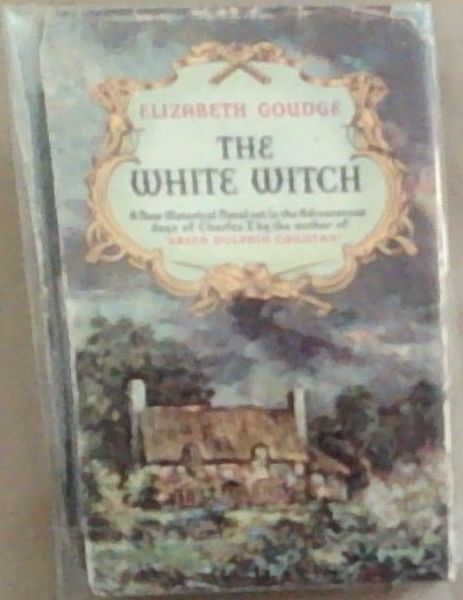 ELIZABETH GOUDGE
THE
WHITE WITCH
A New Historical Novel set in the Adventurous
days of Charles I by the author of
"GREEN DOLPHIN COUNTRY"